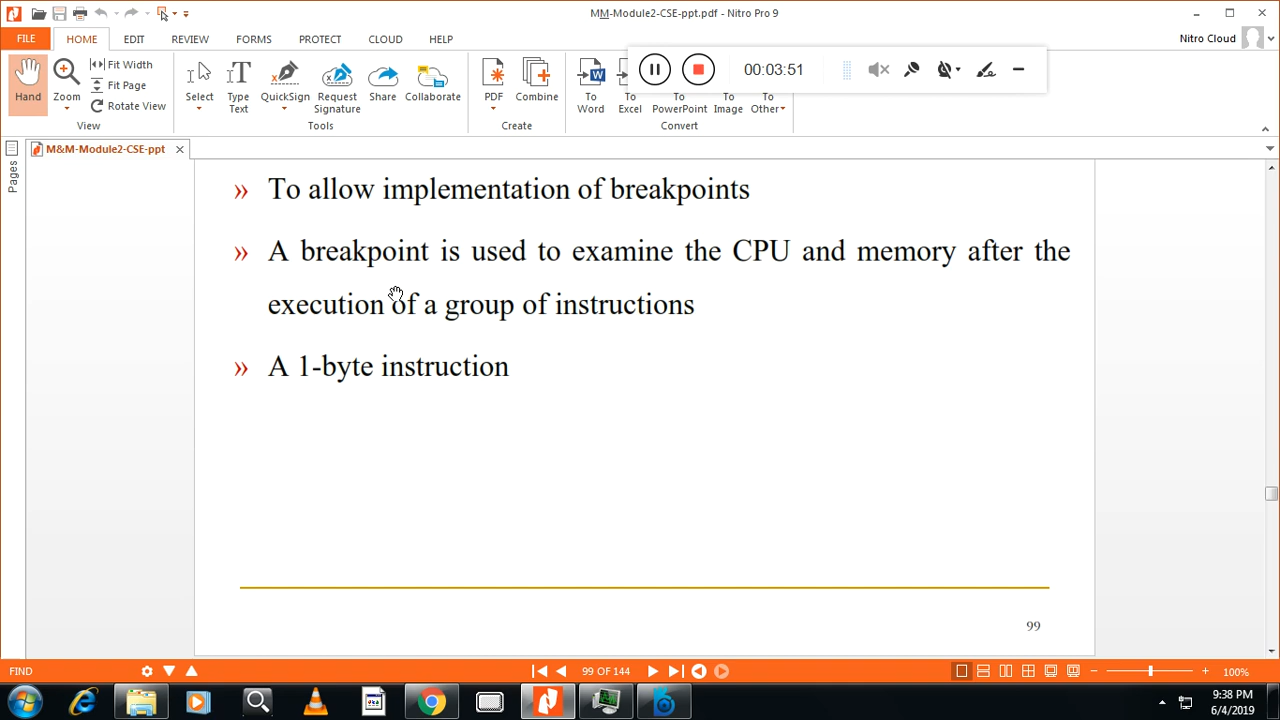 MM-Module2-CSE-ppt.pdf - Nitro Pro 9
FILE HOME EDIT REVIEW FORMS PROTECT CLOUD HELP Nitro Cloud
Hand
Zoom
Fit Width
Fit Page
Rotate View
View
Select
Type Text
QuickSign
Request Signature
Share
Collaborate
Tools
PDF
Combine
Create
To Word
To Excel
To PowerPoint
To Image
To Other
Convert
00:03:51
M&M-Module2-CSE-ppt
Pages
» To allow implementation of breakpoints
» A breakpoint is used to examine the CPU and memory after the
execution of a group of instructions
» A 1-byte instruction
99
FIND 99 OF 144 100%
9:38 PM
6/4/2019